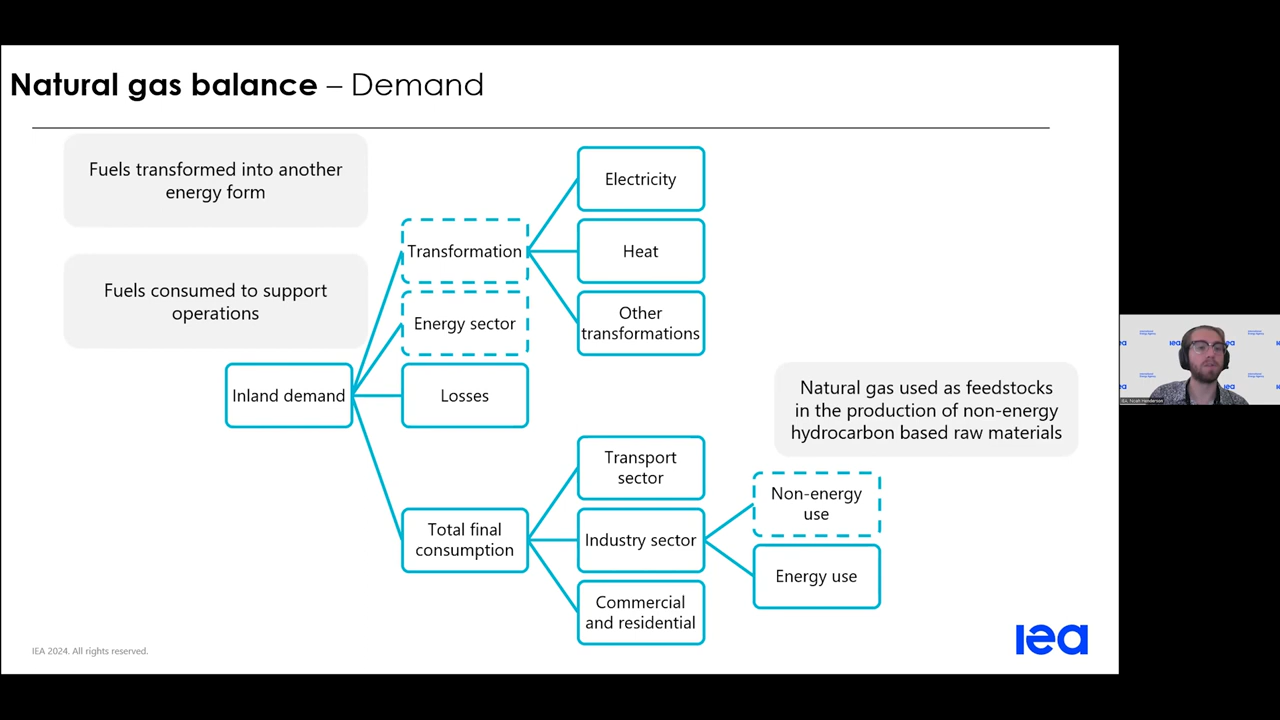 Natural gas balance – Demand
Fuels transformed into another
energy form
Fuels consumed to support
operations
Inland demand
Transformation
Energy sector
Losses
Total final
consumption
Electricity
Heat
Other
transformations
Transport
sector
Industry sector
Commercial
and residential
Natural gas used as feedstocks
in the production of non-energy
hydrocarbon based raw materials
Non-energy
use
Energy use
IEA 2024. All rights reserved.
iea